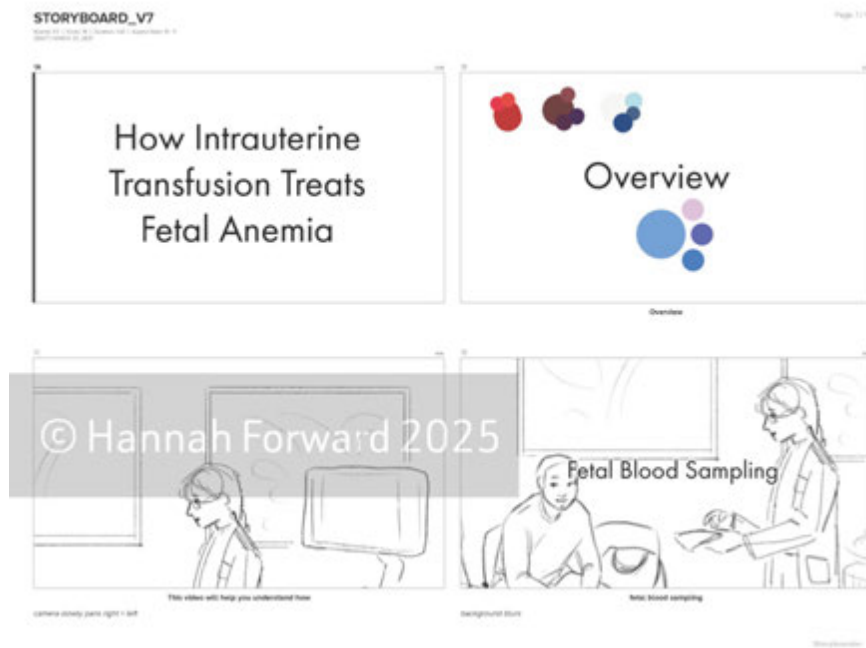 STORYBOARD_V7
How Intrauterine
Transfusion Treats
Fetal Anemia
Overview
Overview
© Hannah Forward 2025
Fetal Blood Sampling
This video will help you understand how
camera slowly pans right > left
fetal blood sampling
background blurs